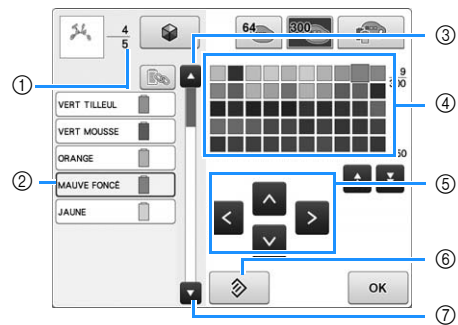 4
5
64
300
①
③
9
300
④
VERT TILLEUL
VERT MOUSSE
ORANGE
②
MAUVE FONCÉ
JAUNE
60
⑤
⑥
OK
⑦